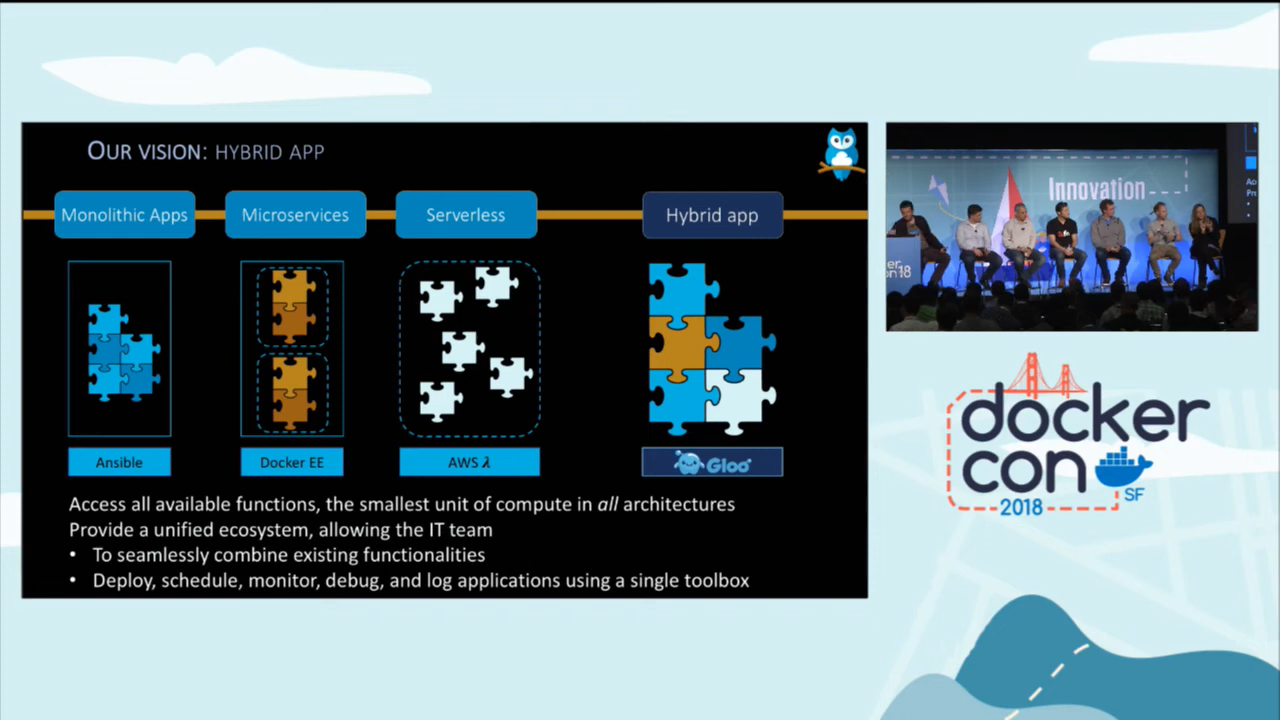 OUR VISION: HYBRID APP
Monolithic Apps
Microservices
Serverless
Hybrid app
Ansible
Docker EE
AWS λ
Gloo
Access all available functions, the smallest unit of compute in all architectures
Provide a unified ecosystem, allowing the IT team
• To seamlessly combine existing functionalities
• Deploy, schedule, monitor, debug, and log applications using a single toolbox
Innovation
docker
con
2018
SF